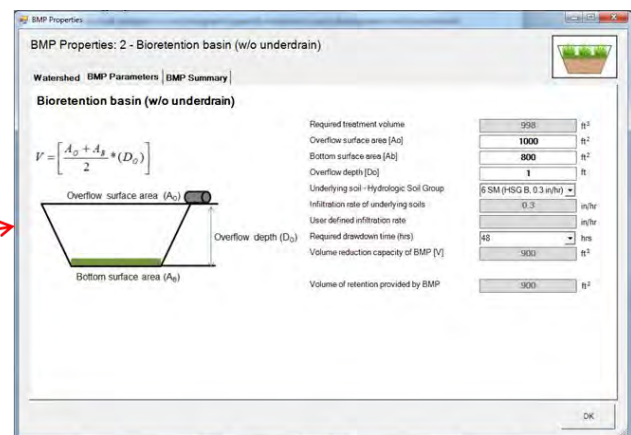 BMP Properties
BMP Properties: 2 - Bioretention basin (w/o underdrain)
Watershed BMP Parameters BMP Summary
Bioretention basin (w/o underdrain)
V = [ (A_O + A_B) / 2 * (D_O) ]
Overflow surface area (A_O)
Overflow depth (D_O)
Bottom surface area (A_B)
Required treatment volume 998 ft³
Overflow surface area [Ao] 1000 ft²
Bottom surface area [Ab] 800 ft²
Overflow depth [Do] 1 ft
Underlying soil - Hydrologic Soil Group 6 SM (HSG B, 0.3 in/hr)
Infiltration rate of underlying soils 0.3 in/hr
User defined infiltration rate in/hr
Required drawdown time (hrs) 48 hrs
Volume reduction capacity of BMP [V] 900 ft³
Volume of retention provided by BMP 900 ft³
OK